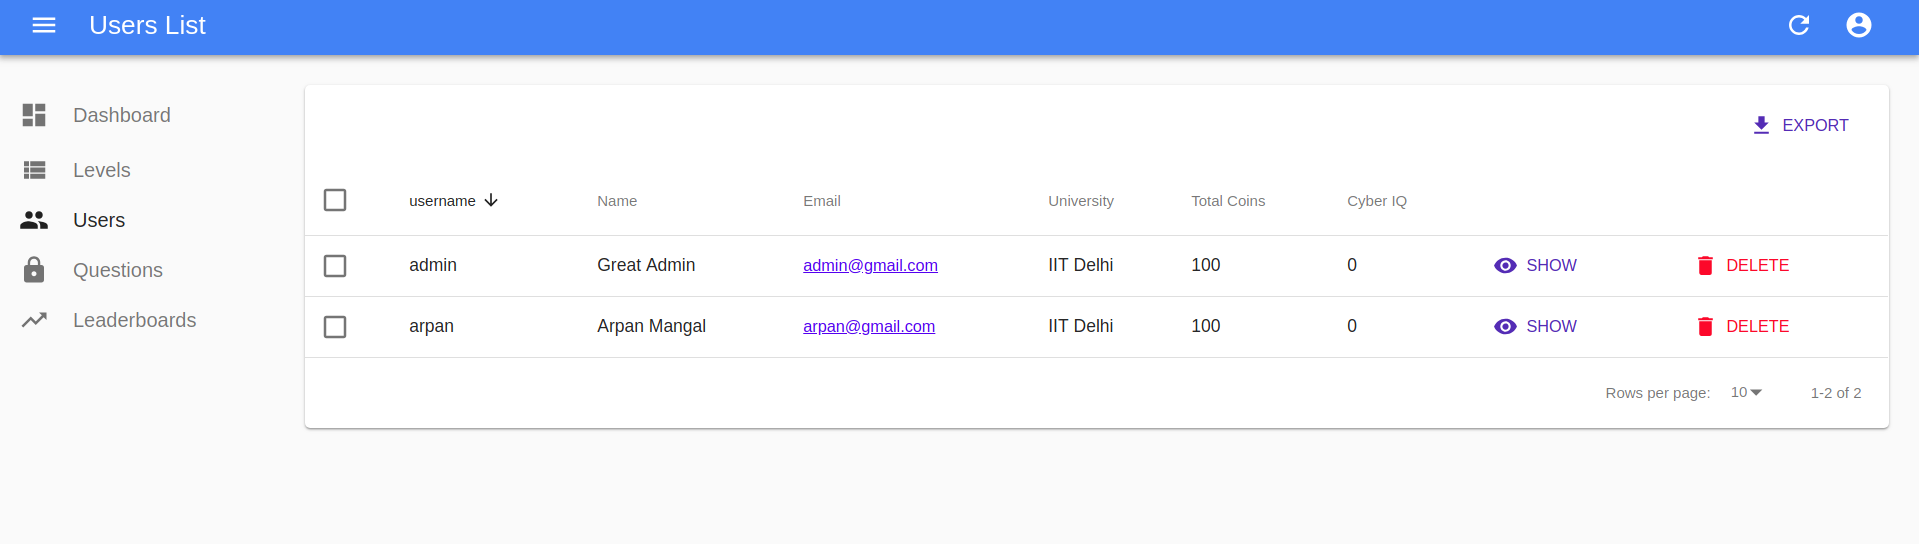 Users List
Dashboard
Levels
Users
Questions
Leaderboards
EXPORT
username Name Email University Total Coins Cyber IQ
admin Great Admin admin@gmail.com IIT Delhi 100 0 SHOW DELETE
arpan Arpan Mangal arpan@gmail.com IIT Delhi 100 0 SHOW DELETE
Rows per page: 10 1-2 of 2